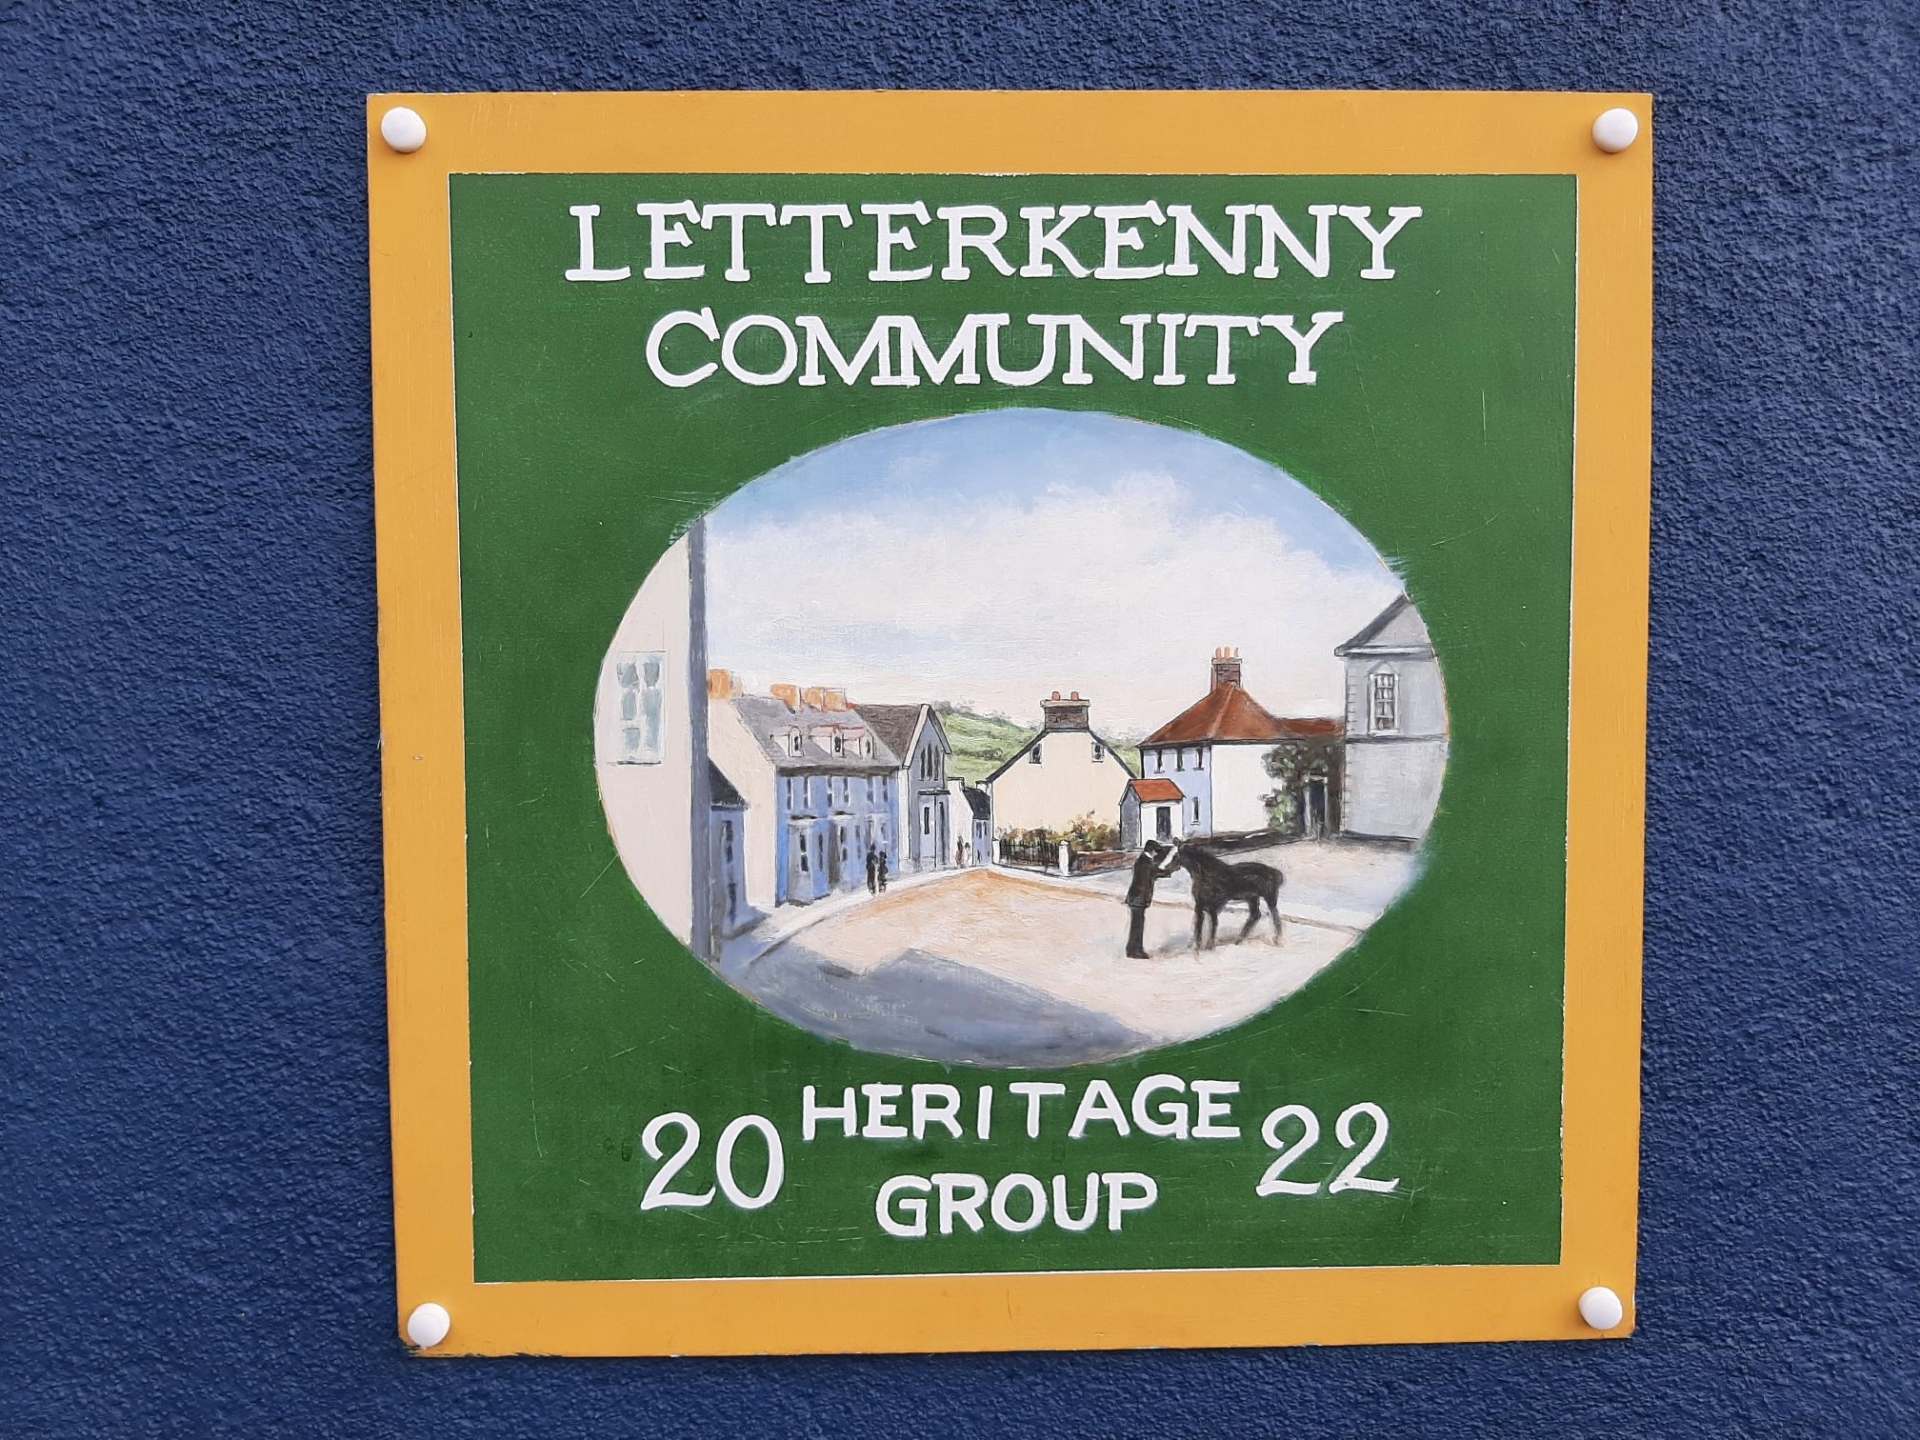 LETTERKENNY
COMMUNITY
20 HERITAGE 22
GROUP